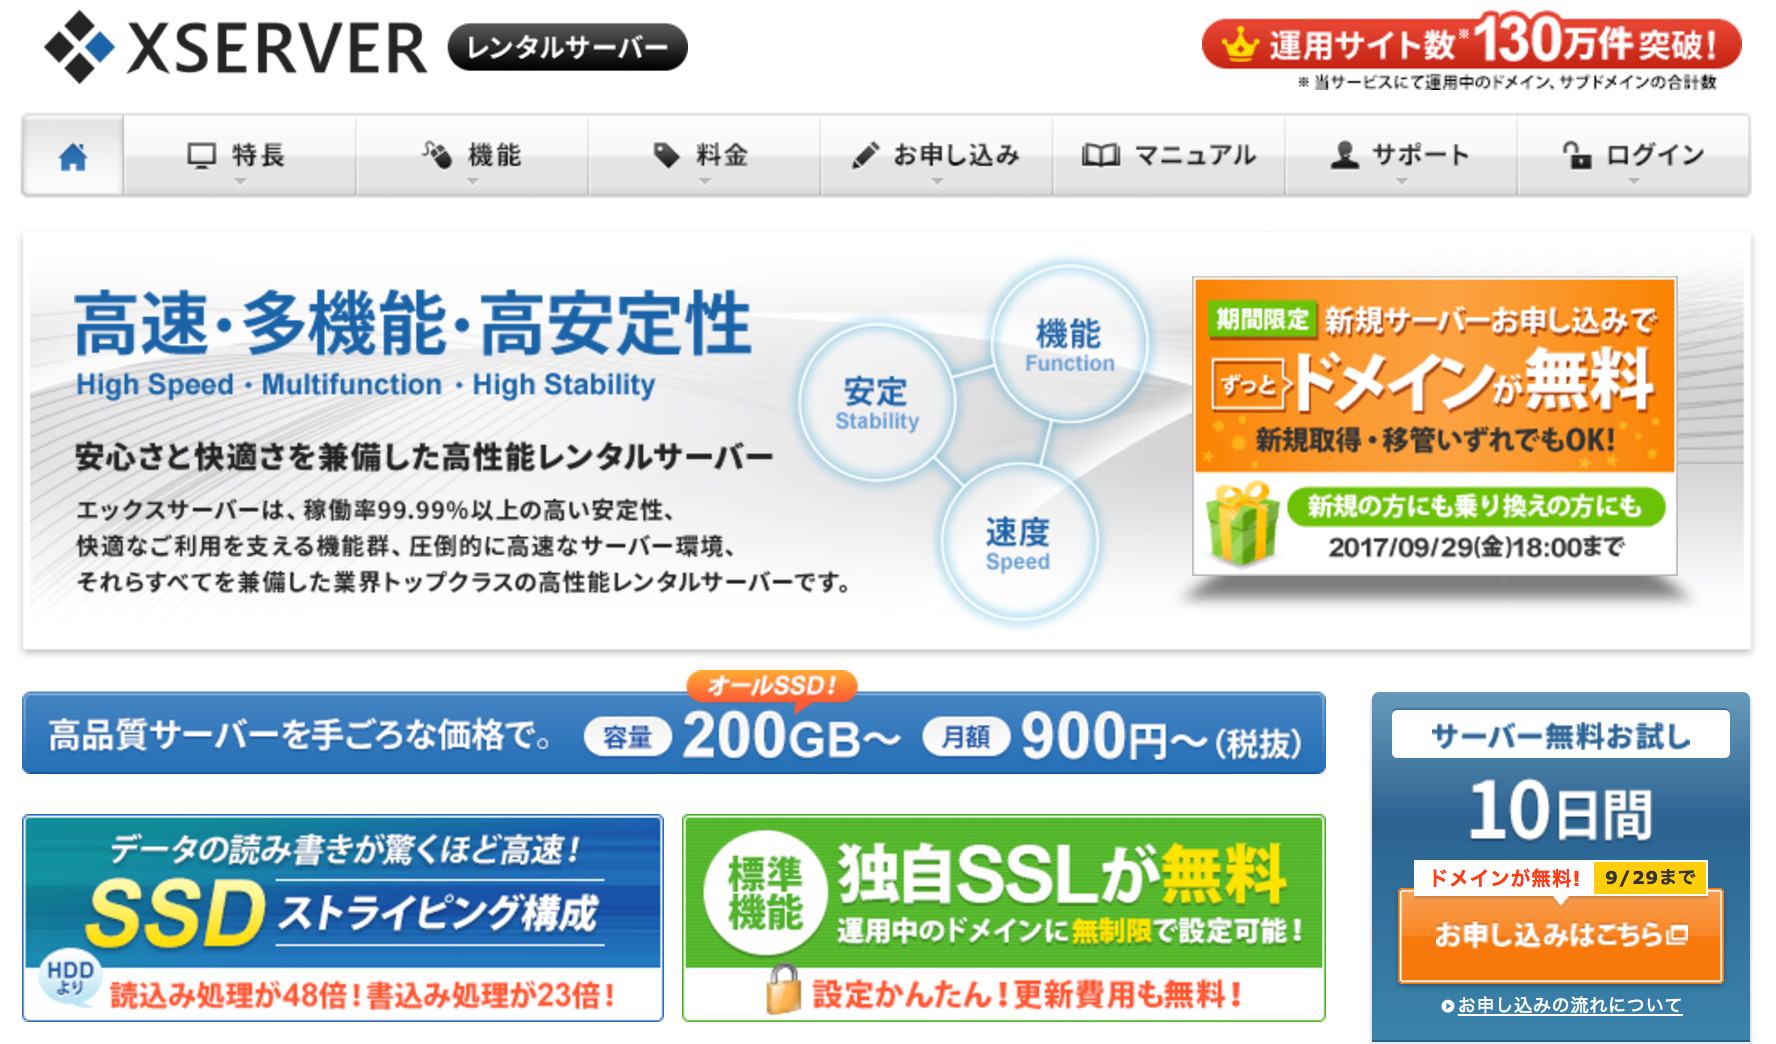 XSERVER レンタルサーバー
運用サイト数※130万件突破!
※ 当サービスにて運用中のドメイン、サブドメインの合計数
特長
機能
料金
お申し込み
マニュアル
サポート
ログイン
高速・多機能・高安定性
High Speed・Multifunction・High Stability
安心さと快適さを兼備した高性能レンタルサーバー
エックスサーバーは、稼働率99.99%以上の高い安定性、
快適なご利用を支える機能群、圧倒的に高速なサーバー環境、
それらすべてを兼備した業界トップクラスの高性能レンタルサーバーです。
機能
Function
安定
Stability
速度
Speed
期間限定 新規サーバーお申し込みで
ずっと ドメインが無料
新規取得・移管いずれでもOK!
新規の方にも乗り換えの方にも
2017/09/29(金)18:00まで
オールSSD!
高品質サーバーを手ごろな価格で。 容量 200GB〜 月額 900円〜(税抜)
データの読み書きが驚くほど高速!
SSD ストライピング構成
HDDより 読込み処理が48倍!書込み処理が23倍!
標準機能
独自SSLが無料
運用中のドメインに無制限で設定可能!
設定かんたん!更新費用も無料!
サーバー無料お試し
10日間
ドメインが無料! 9/29まで
お申し込みはこちら
お申し込みの流れについて